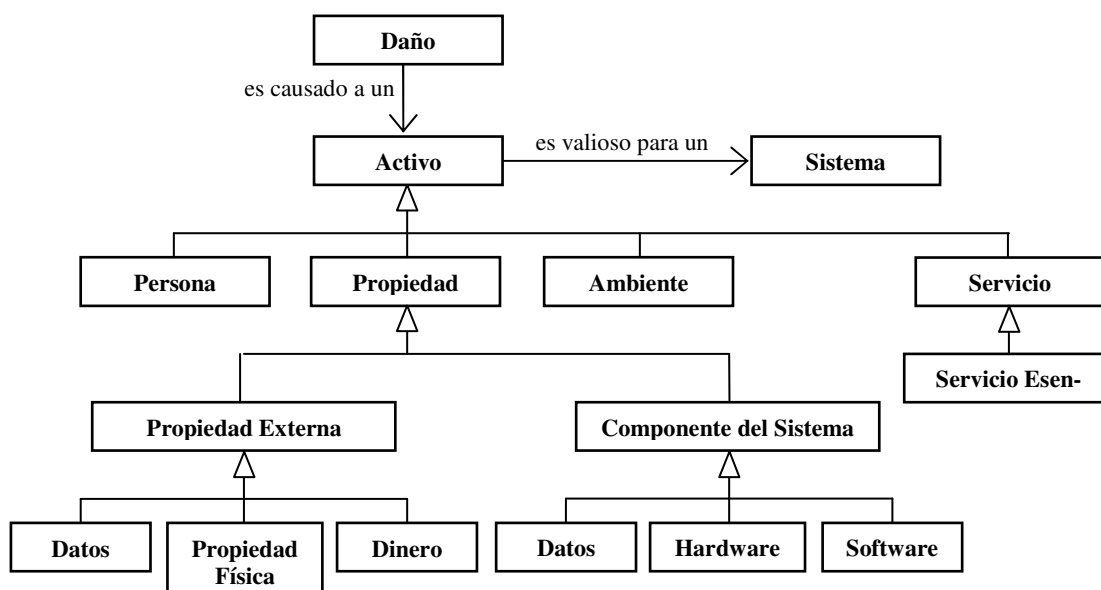 Daño
es causado a un
Activo
es valioso para un
Sistema
Persona
Propiedad
Ambiente
Servicio
Servicio Esen-
Propiedad Externa
Componente del Sistema
Datos
Propiedad
Física
Dinero
Datos
Hardware
Software